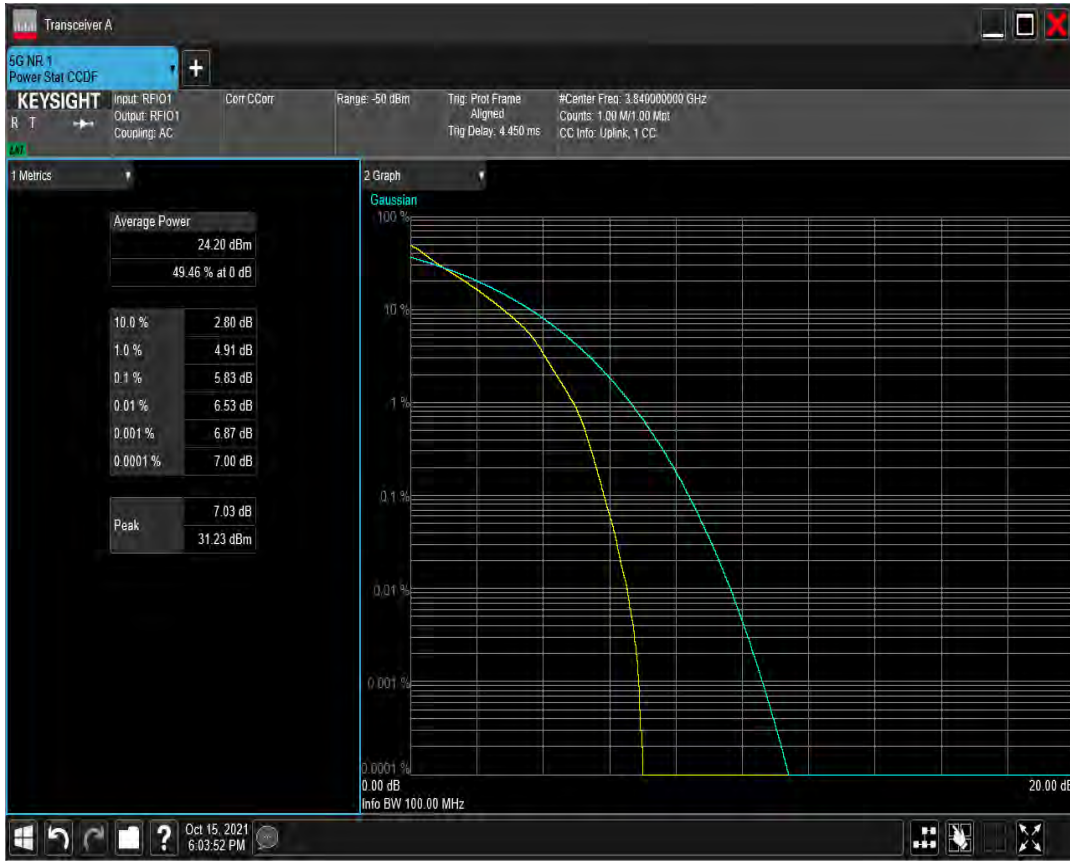 Transceiver A
5G NR 1
Power Stat CCDF
+
KEYSIGHT
R T
LXI
Input: RFIO1
Output: RFIO1
Coupling: AC
Corr CCorr
Range: -50 dBm
Trig: Prot Frame
Aligned
Trig Delay: 4.450 ms
#Center Freq: 3.840000000 GHz
Counts: 1.00 M/1.00 Mpt
CC Info: Uplink, 1 CC
1 Metrics
Average Power
24.20 dBm
49.46 % at 0 dB
10.0 % 2.80 dB
1.0 % 4.91 dB
0.1 % 5.83 dB
0.01 % 6.53 dB
0.001 % 6.87 dB
0.0001 % 7.00 dB
Peak 7.03 dB
31.23 dBm
2 Graph
Gaussian
100 %
10 %
1 %
0.1 %
0.01 %
0.001 %
0.0001 %
0.00 dB 20.00 dB
Info BW 100.00 MHz
?
Oct 15, 2021
6:03:52 PM